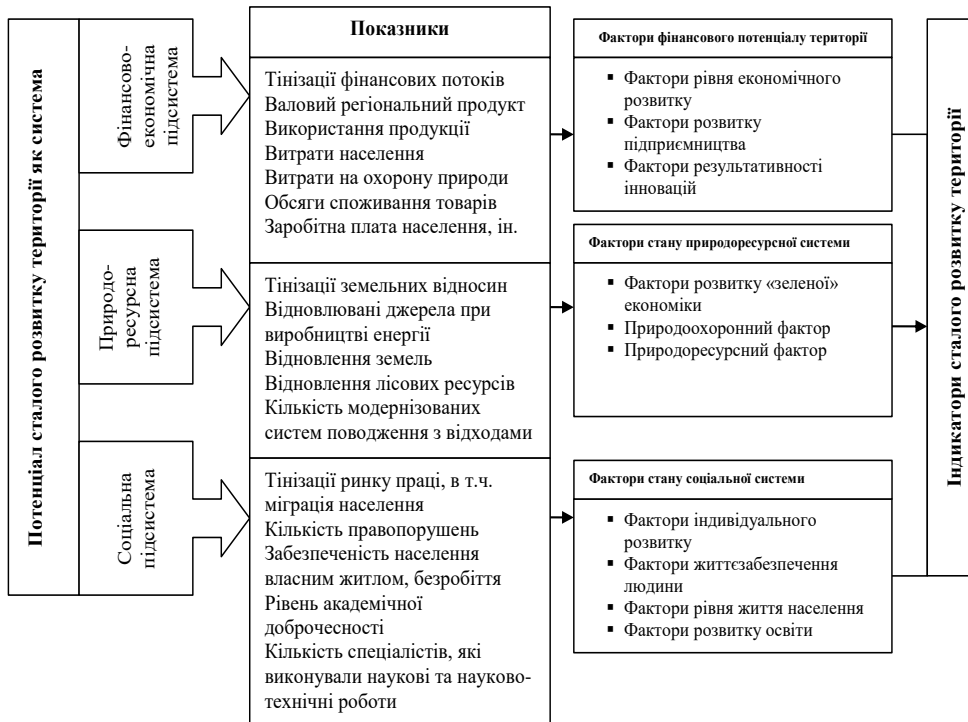 Потенціал сталого розвитку території як система
Фінансово-
економічна
підсистема
Природо-
ресурсна
підсистема
Соціальна
підсистема
Показники
Тінізації фінансових потоків
Валовий регіональний продукт
Використання продукції
Витрати населення
Витрати на охорону природи
Обсяги споживання товарів
Заробітна плата населення, ін.
Тінізації земельних відносин
Відновлювані джерела при
виробництві енергії
Відновлення земель
Відновлення лісових ресурсів
Кількість модернізованих
систем поводження з відходами
Тінізації ринку праці, в т.ч.
міграція населення
Кількість правопорушень
Забезпеченість населення
власним житлом, безробіття
Рівень академічної
доброчесності
Кількість спеціалістів, які
виконували наукові та науково-
технічні роботи
Фактори фінансового потенціалу території
▪ Фактори рівня економічного
розвитку
▪ Фактори розвитку
підприємництва
▪ Фактори результативності
інновацій
Фактори стану природоресурсної системи
▪ Фактори розвитку «зеленої»
економіки
▪ Природоохоронний фактор
▪ Природоресурсний фактор
Фактори стану соціальної системи
▪ Фактори індивідуального
розвитку
▪ Фактори життєзабезпечення
людини
▪ Фактори рівня життя населення
▪ Фактори розвитку освіти
Індикатори сталого розвитку території